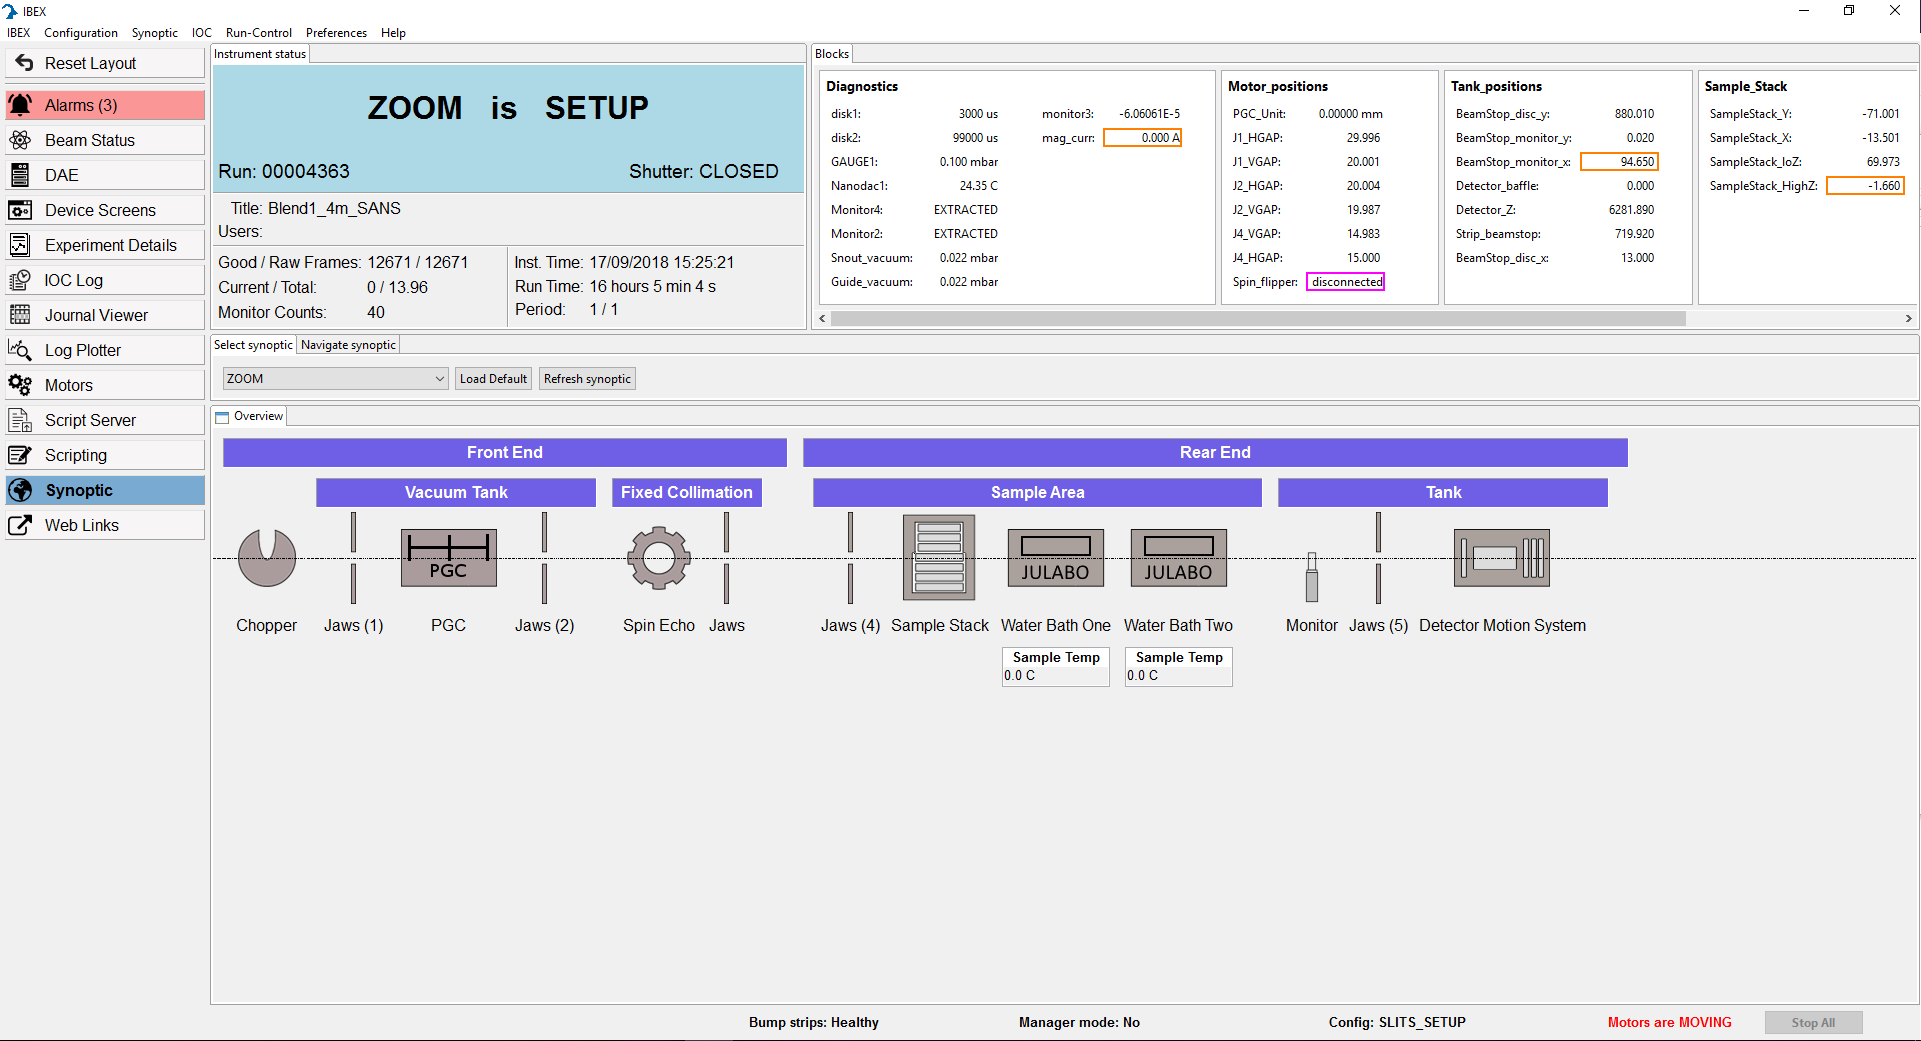 IBEX
IBEX Configuration Synoptic IOC Run-Control Preferences Help
Reset Layout
Alarms (3)
Beam Status
DAE
Device Screens
Experiment Details
IOC Log
Journal Viewer
Log Plotter
Motors
Script Server
Scripting
Synoptic
Web Links
Instrument status
ZOOM is SETUP
Run: 00004363 Shutter: CLOSED
Title: Blend1_4m_SANS
Users:
Good / Raw Frames: 12671 / 12671
Current / Total: 0 / 13.96
Monitor Counts: 40
Inst. Time: 17/09/2018 15:25:21
Run Time: 16 hours 5 min 4 s
Period: 1 / 1
Blocks
Diagnostics
disk1: 3000 us
disk2: 99000 us
GAUGE1: 0.100 mbar
Nanodac1: 24.35 C
Monitor4: EXTRACTED
Monitor2: EXTRACTED
Snout_vacuum: 0.022 mbar
Guide_vacuum: 0.022 mbar
monitor3: -6.06061E-5
mag_curr: 0.000 A
Motor_positions
PGC_Unit: 0.00000 mm
J1_HGAP: 29.996
J1_VGAP: 20.001
J2_HGAP: 20.004
J2_VGAP: 19.987
J4_VGAP: 14.983
J4_HGAP: 15.000
Spin_flipper: disconnected
Tank_positions
BeamStop_disc_y: 880.010
BeamStop_monitor_y: 0.020
BeamStop_monitor_x: 94.650
Detector_baffle: 0.000
Detector_Z: 6281.890
Strip_beamstop: 719.920
BeamStop_disc_x: 13.000
Sample_Stack
SampleStack_Y: -71.001
SampleStack_X: -13.501
SampleStack_loZ: 69.973
SampleStack_HighZ: -1.660
Select synoptic Navigate synoptic
ZOOM Load Default Refresh synoptic
Overview
Front End Rear End
Vacuum Tank Fixed Collimation Sample Area Tank
PGC JULABO JULABO
Chopper Jaws (1) PGC Jaws (2) Spin Echo Jaws Jaws (4) Sample Stack Water Bath One Water Bath Two Monitor Jaws (5) Detector Motion System
Sample Temp Sample Temp
0.0 C 0.0 C
Bump strips: Healthy Manager mode: No Config: SLITS_SETUP Motors are MOVING Stop All